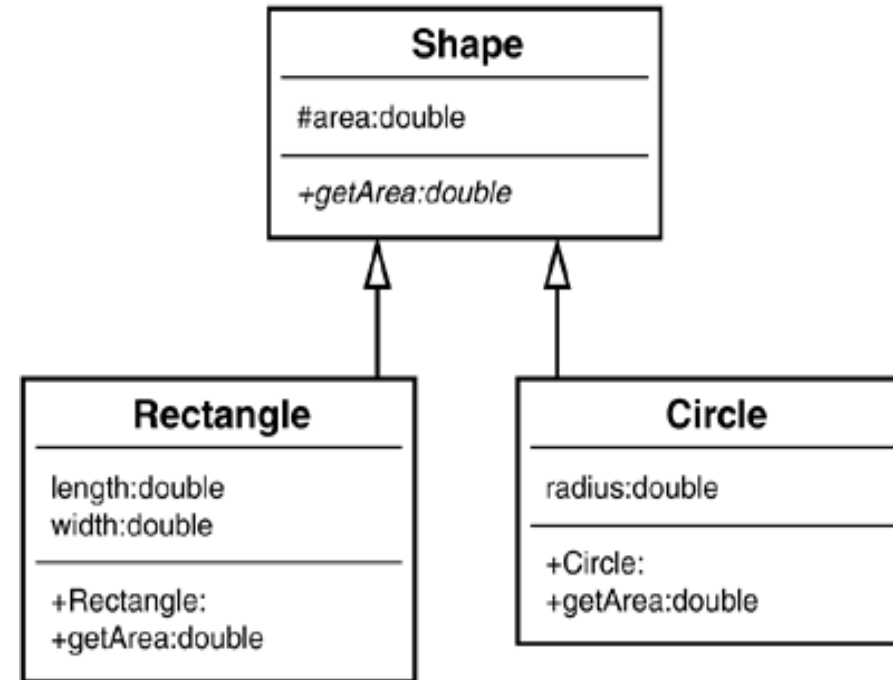 Shape
#area:double
+getArea:double
Rectangle
length:double
width:double
+Rectangle:
+getArea:double
Circle
radius:double
+Circle:
+getArea:double